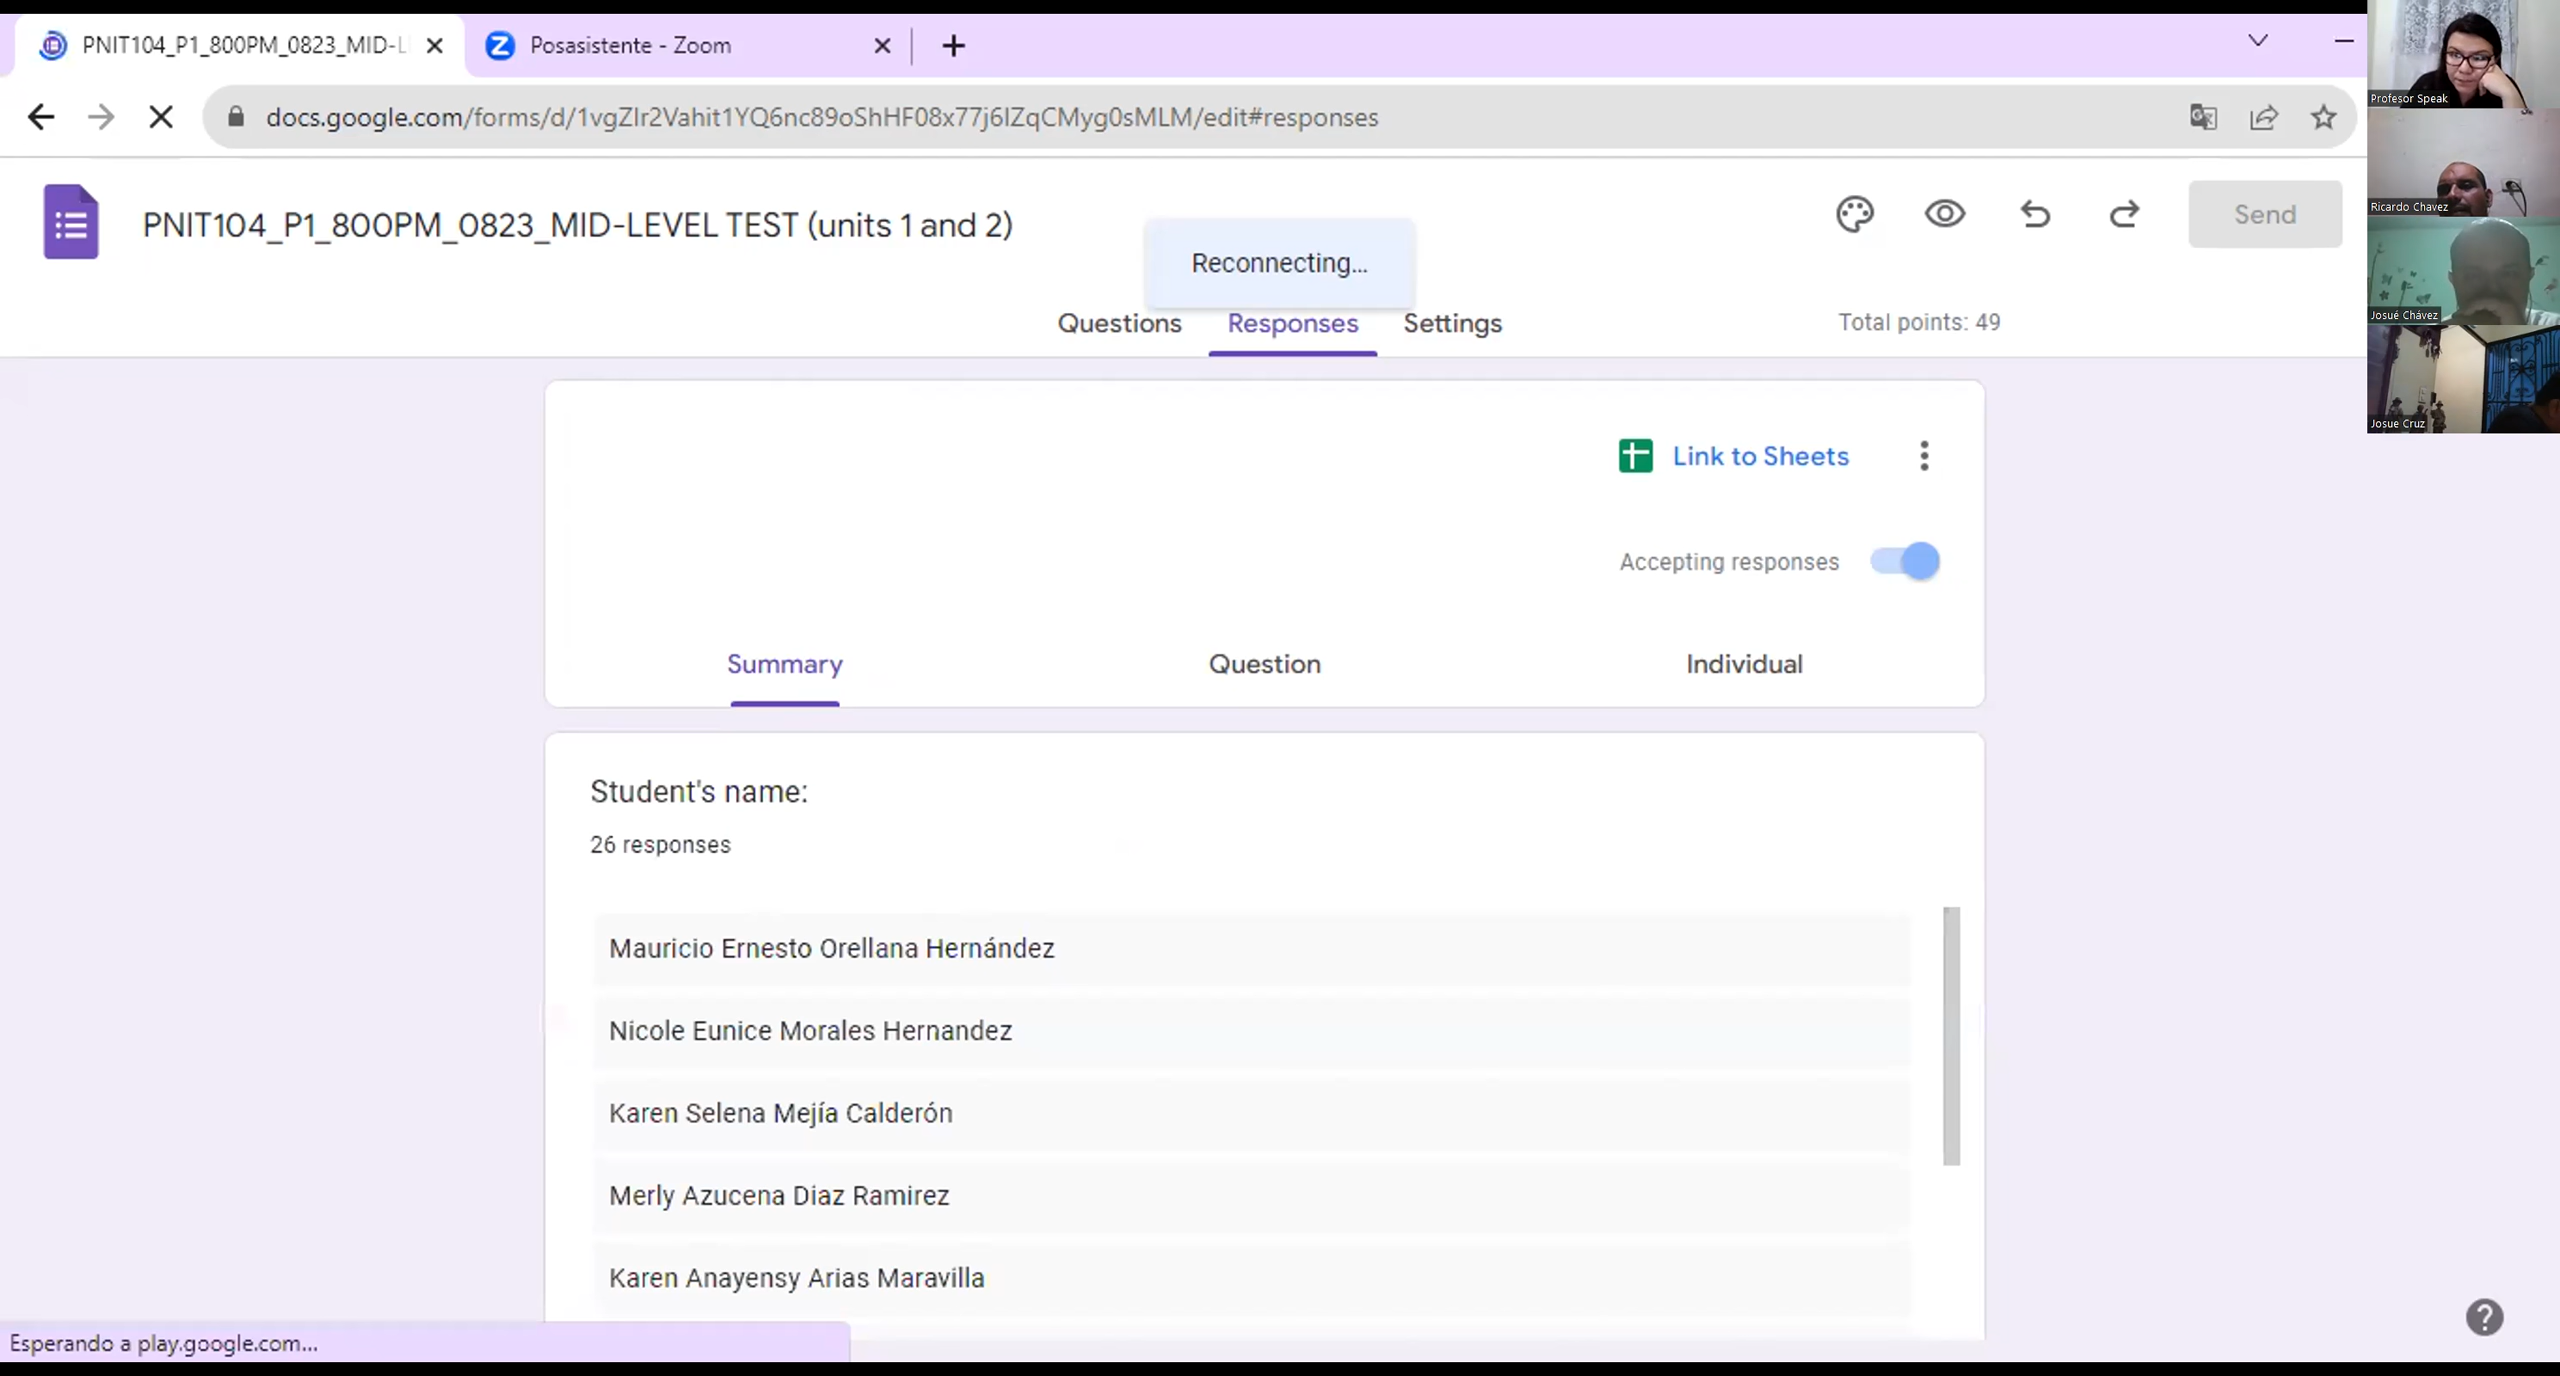 PNIT104_P1_800PM_0823_MID-L
Posasistente - Zoom
docs.google.com/forms/d/1vgZIr2Vahit1YQ6nc89oShHF08x77j6IZqCMyg0sMLM/edit#responses
PNIT104_P1_800PM_0823_MID-LEVEL TEST (units 1 and 2)
Send
Reconnecting...
Questions
Responses
Settings
Total points: 49
Link to Sheets
Accepting responses
Summary
Question
Individual
Student's name:
26 responses
Mauricio Ernesto Orellana Hernández
Nicole Eunice Morales Hernandez
Karen Selena Mejía Calderón
Merly Azucena Diaz Ramirez
Karen Anayensy Arias Maravilla
Esperando a play.google.com...
Profesor Speak
Ricardo Chavez
Josué Chávez
Josue Cruz